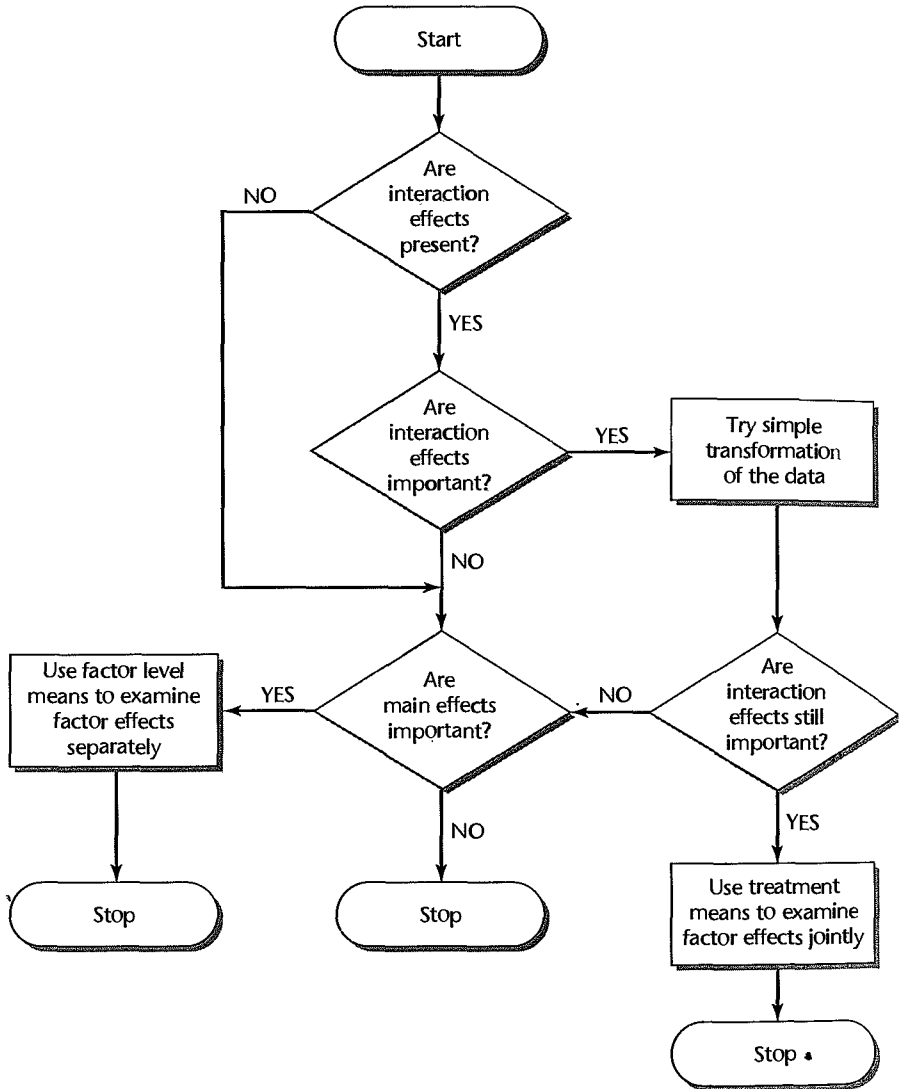 Start
Are
interaction
effects
present?
NO
YES
Are
interaction
effects
important?
YES
Try simple
transformation
of the data
NO
Use factor level
means to examine
factor effects
separately
YES
Are
main effects
important?
NO
Are
interaction
effects still
important?
NO
YES
Stop
Stop
Use treatment
means to examine
factor effects jointly
Stop